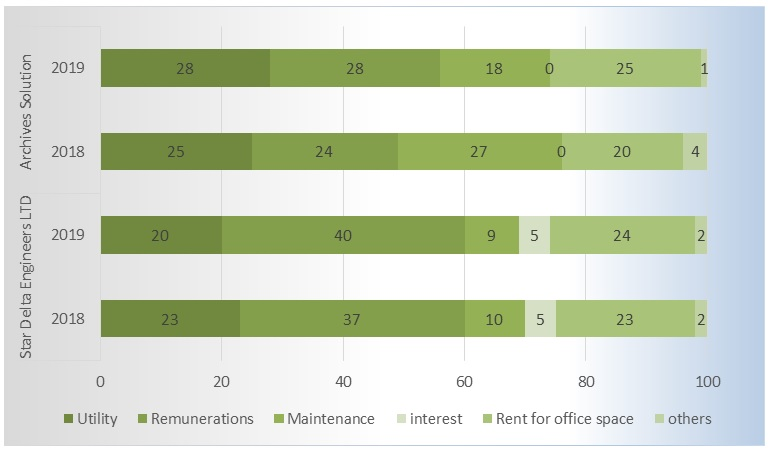 Archives Solution
2019
28 28 18 0 25 1
2018
25 24 27 0 20 4
Star Delta Engineers LTD
2019
20 40 9 5 24 2
2018
23 37 10 5 23 2
0 20 40 60 80 100
Utility Remunerations Maintenance interest Rent for office space others